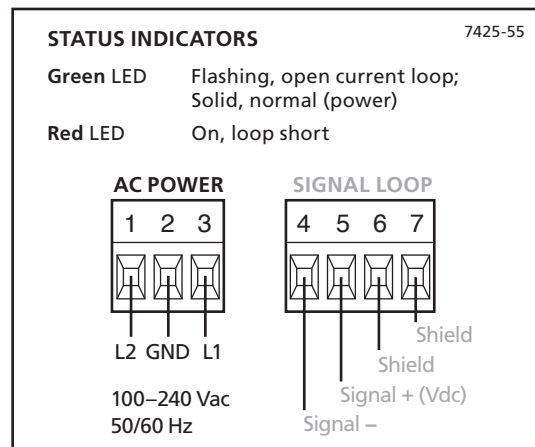 7425-55
STATUS INDICATORS
Green LED Flashing, open current loop;
Solid, normal (power)
Red LED On, loop short
AC POWER
1 2 3
L2 GND L1
100–240 Vac
50/60 Hz
SIGNAL LOOP
4 5 6 7
Shield
Shield
Signal + (Vdc)
Signal –